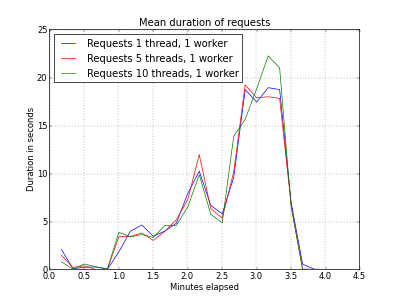 Mean duration of requests
Requests 1 thread, 1 worker
Requests 5 threads, 1 worker
Requests 10 threads, 1 worker
Duration in seconds
25
20
15
10
5
0
0.0 0.5 1.0 1.5 2.0 2.5 3.0 3.5 4.0 4.5
Minutes elapsed